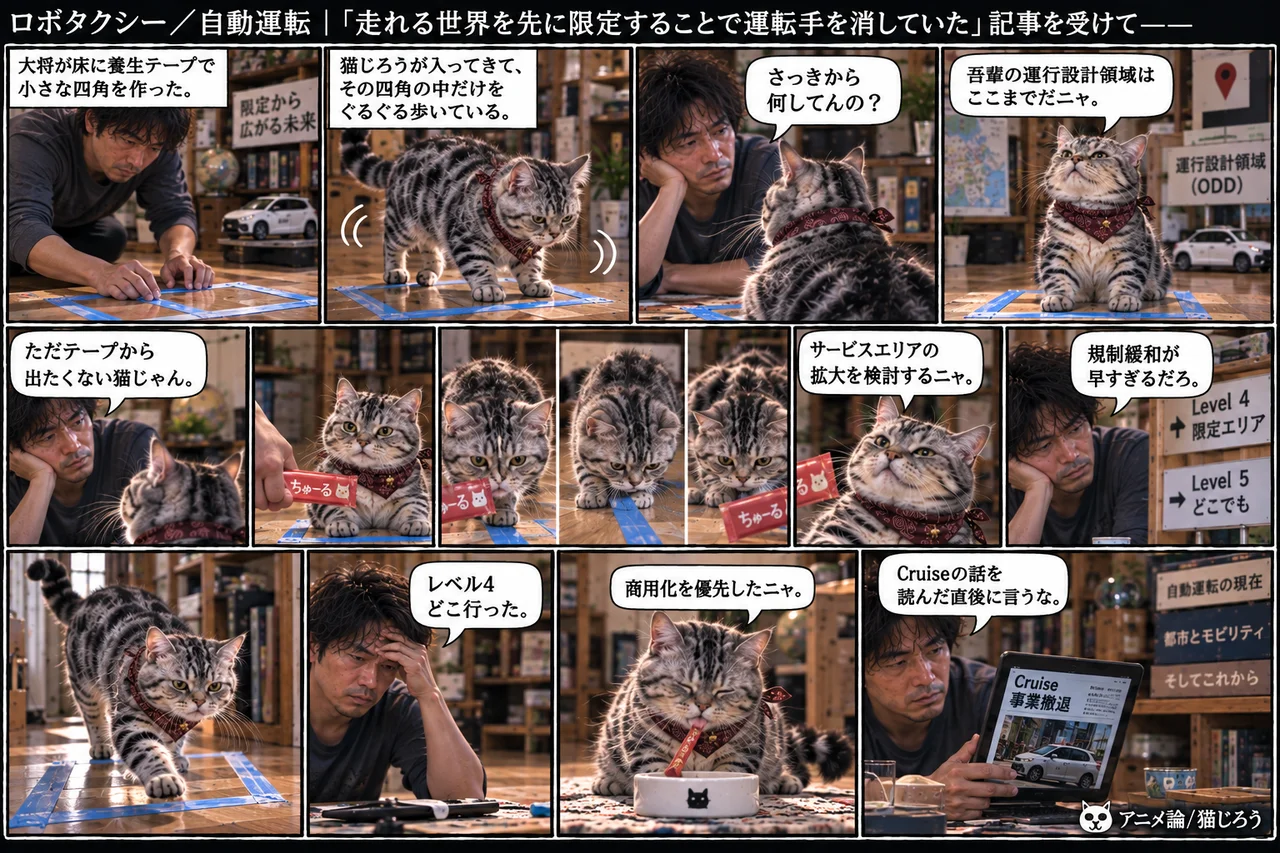 ロボタクシー／自動運転｜「走れる世界を先に限定することで運転手を消していた」記事を受けて――
大将が床に養生テープで
小さな四角を作った。
限定から
広がる未来
猫じろうが入ってきて、
その四角の中だけを
ぐるぐる歩いている。
さっきから
何してんの？
吾輩の運行設計領域は
ここまでだニャ。
運行設計領域
（ODD）
ただテープから
出たくない猫じゃん。
ちゅーる
ちゅーる
ちゅーる
サービスエリアの
拡大を検討するニャ。
る
規制緩和が
早すぎるだろ。
Level 4
限定エリア
Level 5
どこでも
レベル4
どこ行った。
商用化を優先したニャ。
Cruiseの話を
読んだ直後に言うな。
Cruise
事業撤退
自動運転の現在
都市とモビリティ
そしてこれから
アニメ論/猫じろう